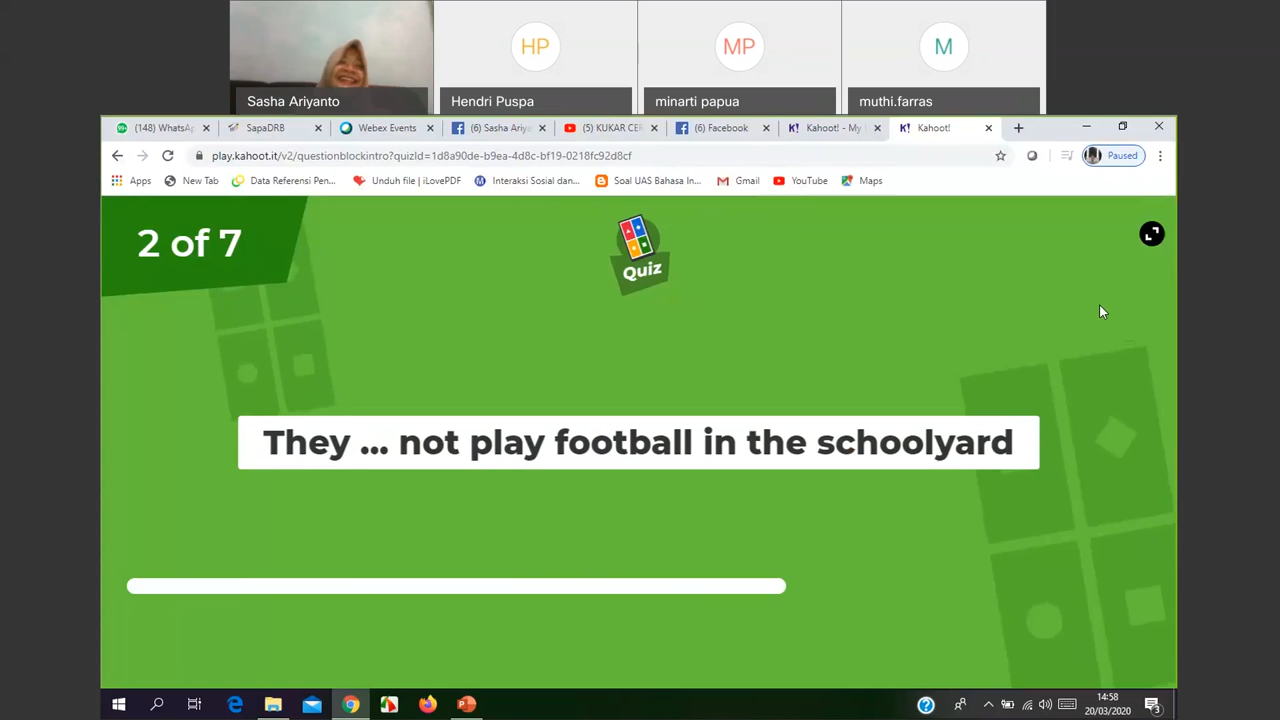 HP
MP
M
Sasha Ariyanto
Hendri Puspa
minarti papua
muthi.farras
(148) WhatsAp
SapaDRB
Webex Events
(6) Sasha Ariya
(5) KUKAR CER
(6) Facebook
Kahoot! - My
Kahoot!
play.kahoot.it/v2/questionblockintro?quizId=1d8a90de-b9ea-4d8c-bf19-0218fc92d8cf
Paused
Apps
New Tab
Data Referensi Pen...
Unduh file | iLovePDF
Interaksi Sosial dan...
Soal UAS Bahasa In...
Gmail
YouTube
Maps
2 of 7
Quiz
They ... not play football in the schoolyard
14:58
20/03/2020